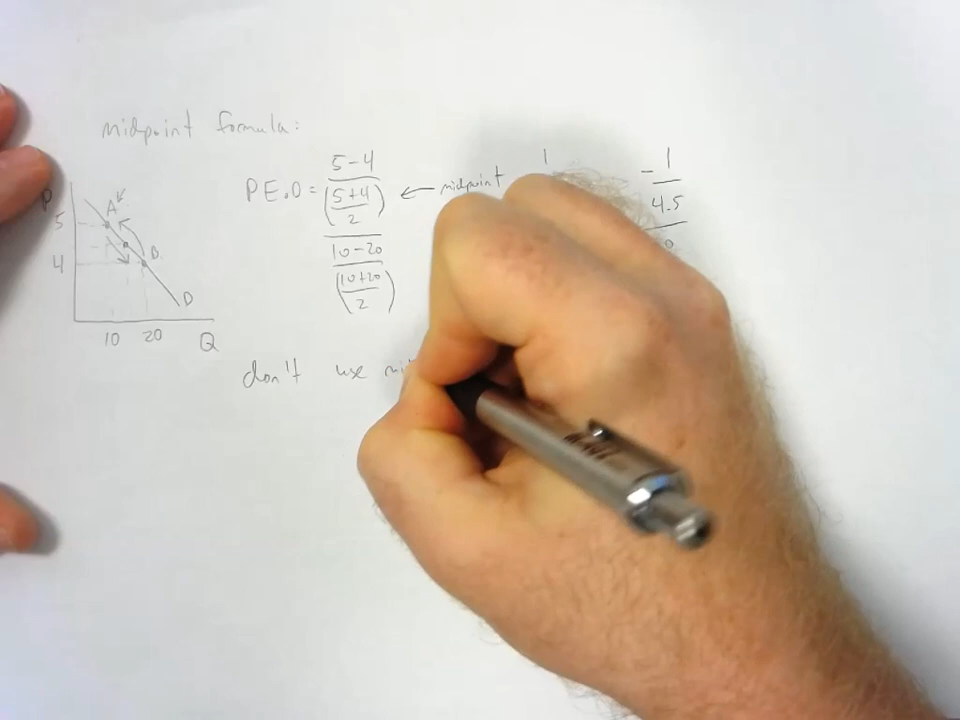 midpoint formula:
P
5
4
A
B
D
10 20 Q
PE.D = 5-4
(5+4
2)
10-20
(10+20
2)
← midpoint
1
-1
4.5
don't use